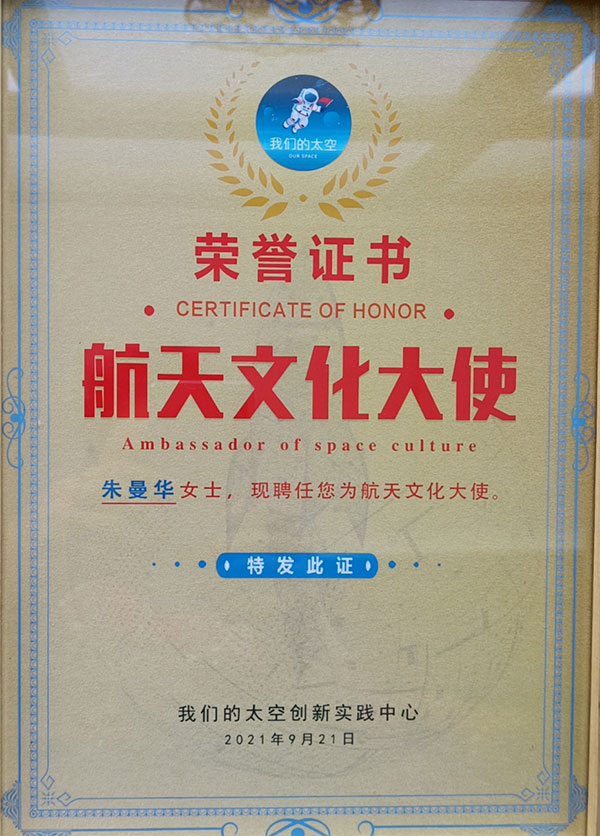 我们的太空
OUR SPACE
荣誉证书
• CERTIFICATE OF HONOR •
航天文化大使
Ambassador of space culture
朱曼华女士，现聘任您为航天文化大使。
特发此证
我们的太空创新实践中心
2021年9月21日